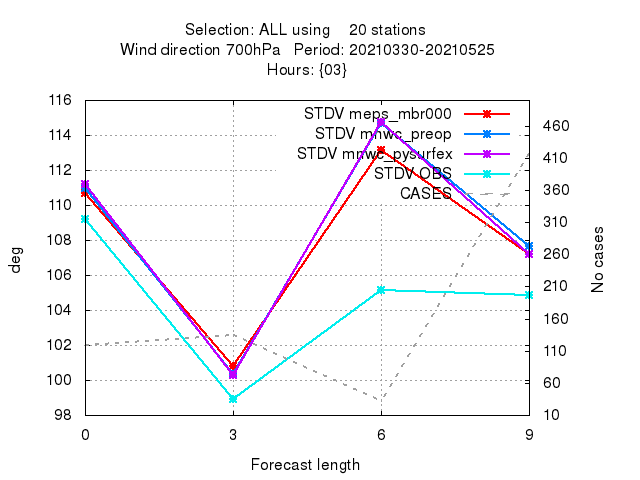 Selection: ALL using 20 stations
Wind direction 700hPa Period: 20210330-20210525
Hours: {03}
116
114
112
110
108
106
104
102
100
98
deg
STDV meps_mbr000
STDV mnwc_preop
STDV mnwc_pysurfex
STDV OBS
CASES
460
410
360
310
260
210
160
110
60
10
No cases
0 3 6 9
Forecast length